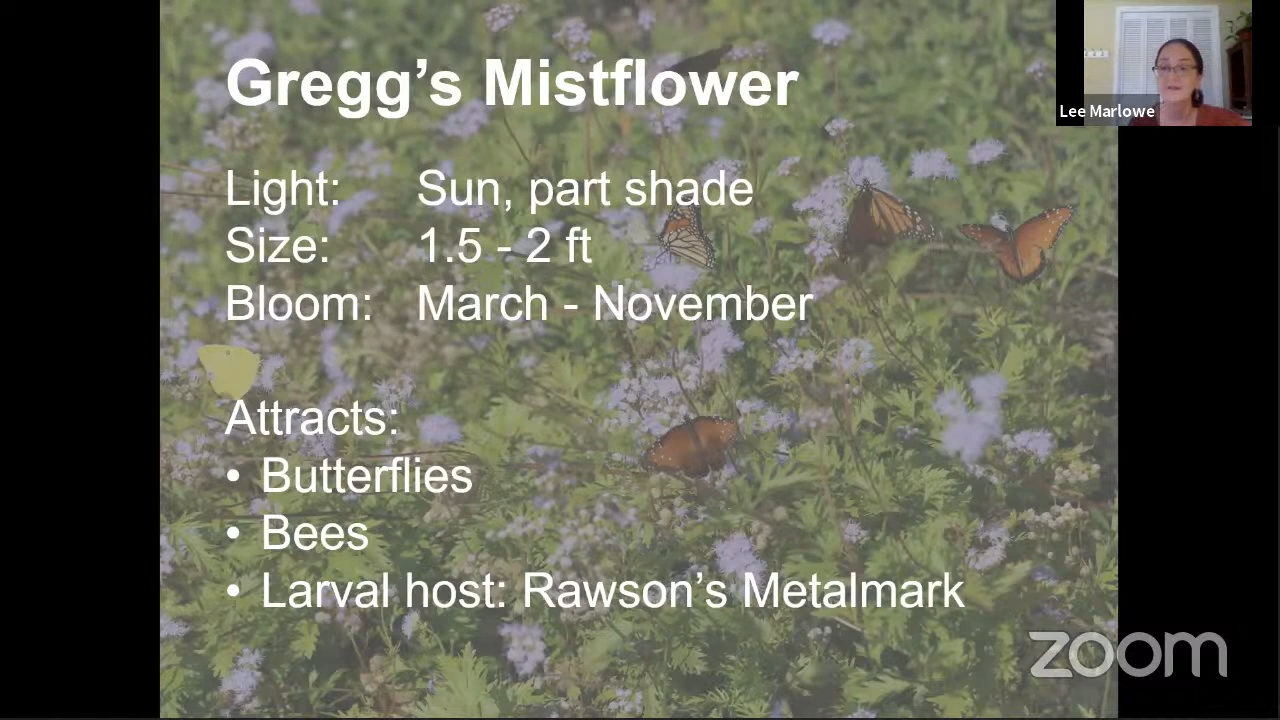 Gregg’s Mistflower
Lee Marlowe
Light: Sun, part shade
Size: 1.5 - 2 ft
Bloom: March - November
Attracts:
• Butterflies
• Bees
• Larval host: Rawson’s Metalmark
zoom